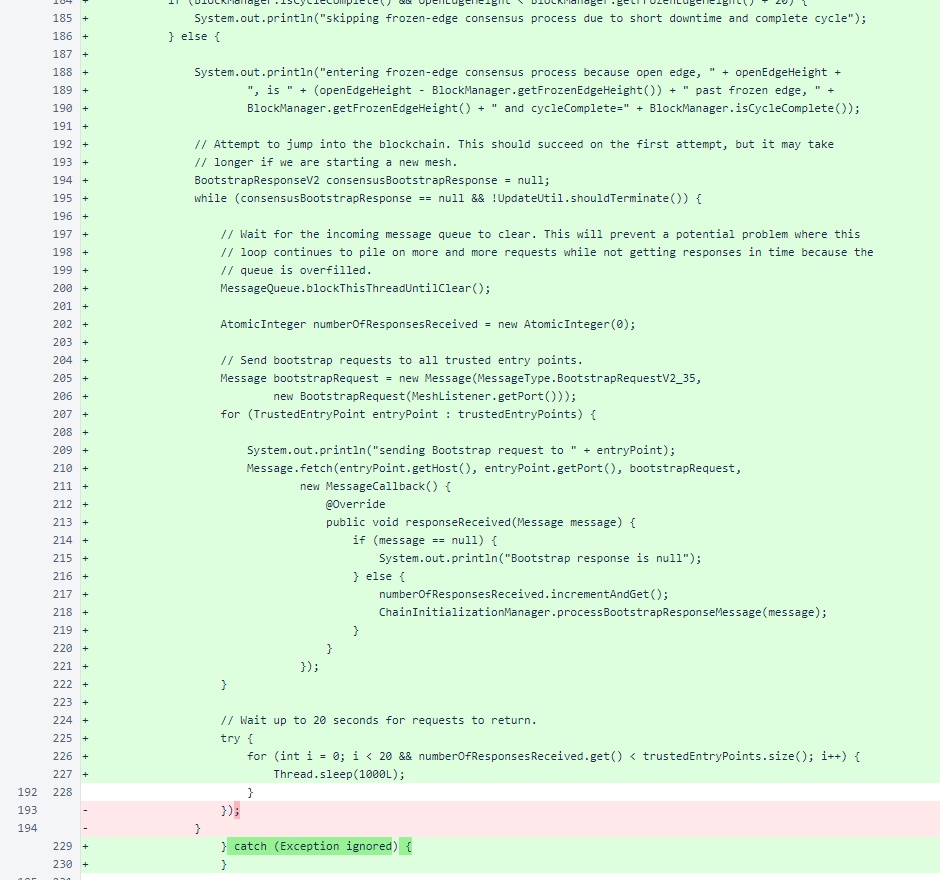 184 + if (BlockManager.isCycleComplete() && openEdgeHeight < BlockManager.getFrozenEdgeHeight() + 20) {
185 + System.out.println("skipping frozen-edge consensus process due to short downtime and complete cycle");
186 + } else {
187 +
188 + System.out.println("entering frozen-edge consensus process because open edge, " + openEdgeHeight +
189 + ", is " + (openEdgeHeight - BlockManager.getFrozenEdgeHeight()) + " past frozen edge, " +
190 + BlockManager.getFrozenEdgeHeight() + " and cycleComplete=" + BlockManager.isCycleComplete());
191 +
192 + // Attempt to jump into the blockchain. This should succeed on the first attempt, but it may take
193 + // longer if we are starting a new mesh.
194 + BootstrapResponseV2 consensusBootstrapResponse = null;
195 + while (consensusBootstrapResponse == null && !UpdateUtil.shouldTerminate()) {
196 +
197 + // Wait for the incoming message queue to clear. This will prevent a potential problem where this
198 + // loop continues to pile on more and more requests while not getting responses in time because the
199 + // queue is overfilled.
200 + MessageQueue.blockThisThreadUntilClear();
201 +
202 + AtomicInteger numberOfResponsesReceived = new AtomicInteger(0);
203 +
204 + // Send bootstrap requests to all trusted entry points.
205 + Message bootstrapRequest = new Message(MessageType.BootstrapRequestV2_35,
206 + new BootstrapRequest(MeshListener.getPort()));
207 + for (TrustedEntryPoint entryPoint : trustedEntryPoints) {
208 +
209 + System.out.println("sending Bootstrap request to " + entryPoint);
210 + Message.fetch(entryPoint.getHost(), entryPoint.getPort(), bootstrapRequest,
211 + new MessageCallback() {
212 + @Override
213 + public void responseReceived(Message message) {
214 + if (message == null) {
215 + System.out.println("Bootstrap response is null");
216 + } else {
217 + numberOfResponsesReceived.incrementAndGet();
218 + ChainInitializationManager.processBootstrapResponseMessage(message);
219 + }
220 + }
221 + });
222 + }
223 +
224 + // Wait up to 20 seconds for requests to return.
225 + try {
226 + for (int i = 0; i < 20 && numberOfResponsesReceived.get() < trustedEntryPoints.size(); i++) {
227 + Thread.sleep(1000L);
192 228 }
193 - });
194 - }
229 + } catch (Exception ignored) {
230 + }